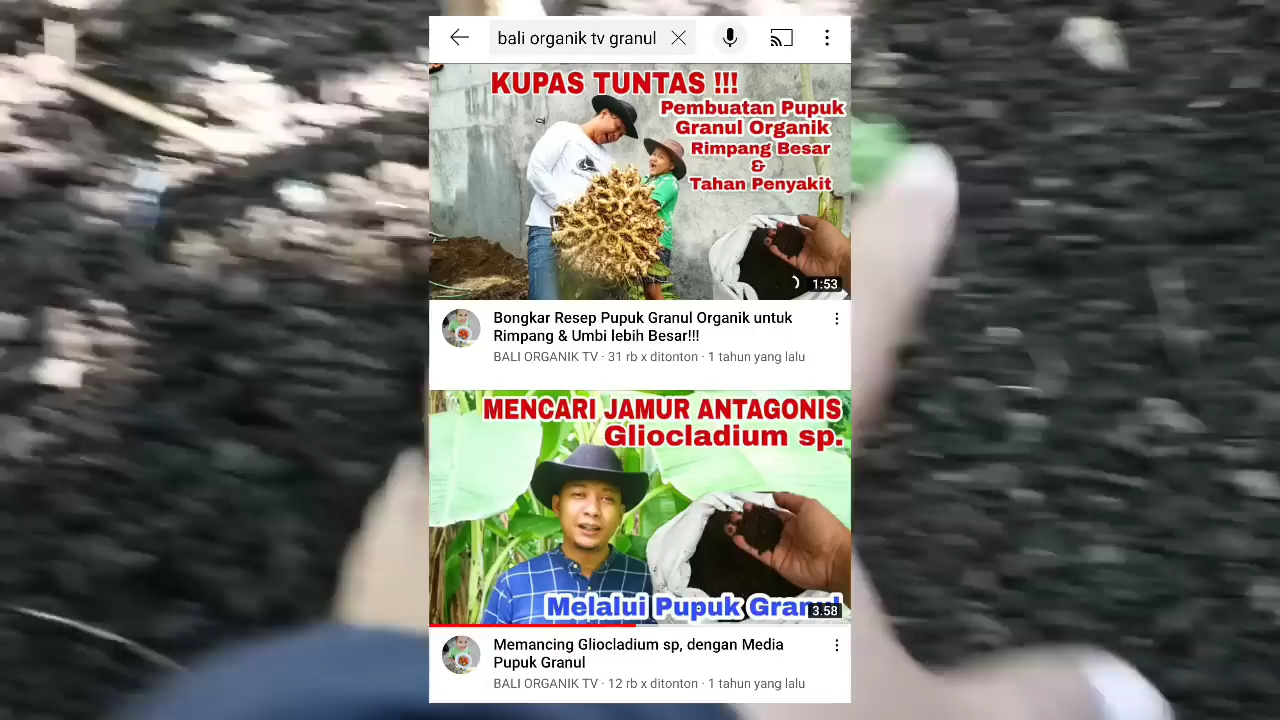 bali organik tv granul
KUPAS TUNTAS !!!
Pembuatan Pupuk
Granul Organik
Rimpang Besar
&
Tahan Penyakit
1:53
Bongkar Resep Pupuk Granul Organik untuk
Rimpang & Umbi lebih Besar!!!
BALI ORGANIK TV · 31 rb x ditonton · 1 tahun yang lalu
MENCARI JAMUR ANTAGONIS
Gliocladium sp.
Melalui Pupuk Granul
3:58
Memancing Gliocladium sp, dengan Media
Pupuk Granul
BALI ORGANIK TV · 12 rb x ditonton · 1 tahun yang lalu